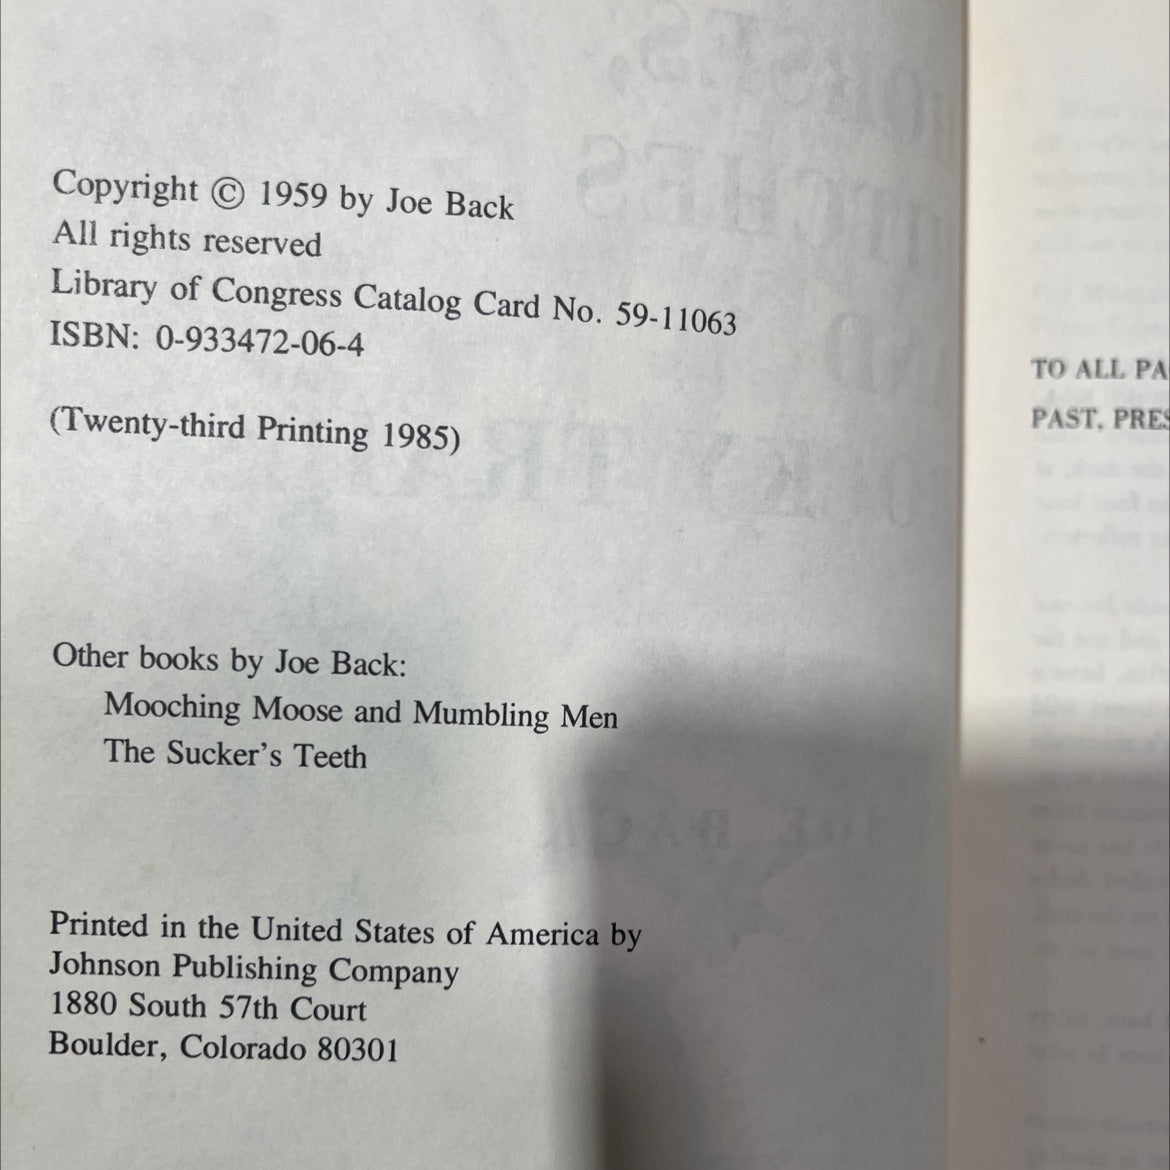 Copyright © 1959 by Joe Back
All rights reserved
Library of Congress Catalog Card No. 59-11063
ISBN: 0-933472-06-4
(Twenty-third Printing 1985)
Other books by Joe Back:
Mooching Moose and Mumbling Men
The Sucker's Teeth
Printed in the United States of America by
Johnson Publishing Company
1880 South 57th Court
Boulder, Colorado 80301
TO ALL PA
PAST, PRES